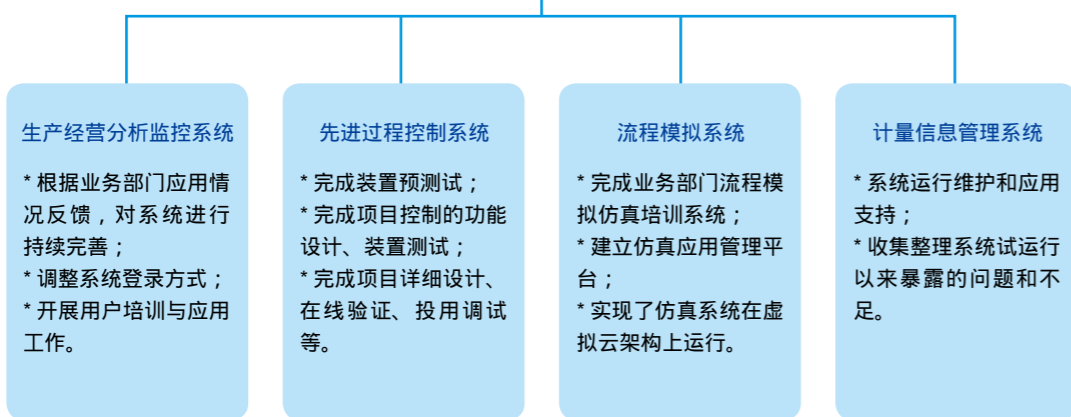 生产经营分析监控系统
* 根据业务部门应用情
况反馈，对系统进行
持续完善；
* 调整系统登录方式；
* 开展用户培训与应用
工作。
先进过程控制系统
* 完成装置预测试；
* 完成项目控制的功能
设计、装置测试；
* 完成项目详细设计、
在线验证、投用调试
等。
流程模拟系统
* 完成业务部门流程模
拟仿真培训系统；
* 建立仿真应用管理平
台；
* 实现了仿真系统在虚
拟云架构上运行。
计量信息管理系统
* 系统运行维护和应用
支持；
* 收集整理系统试运行
以来暴露的问题和不
足。